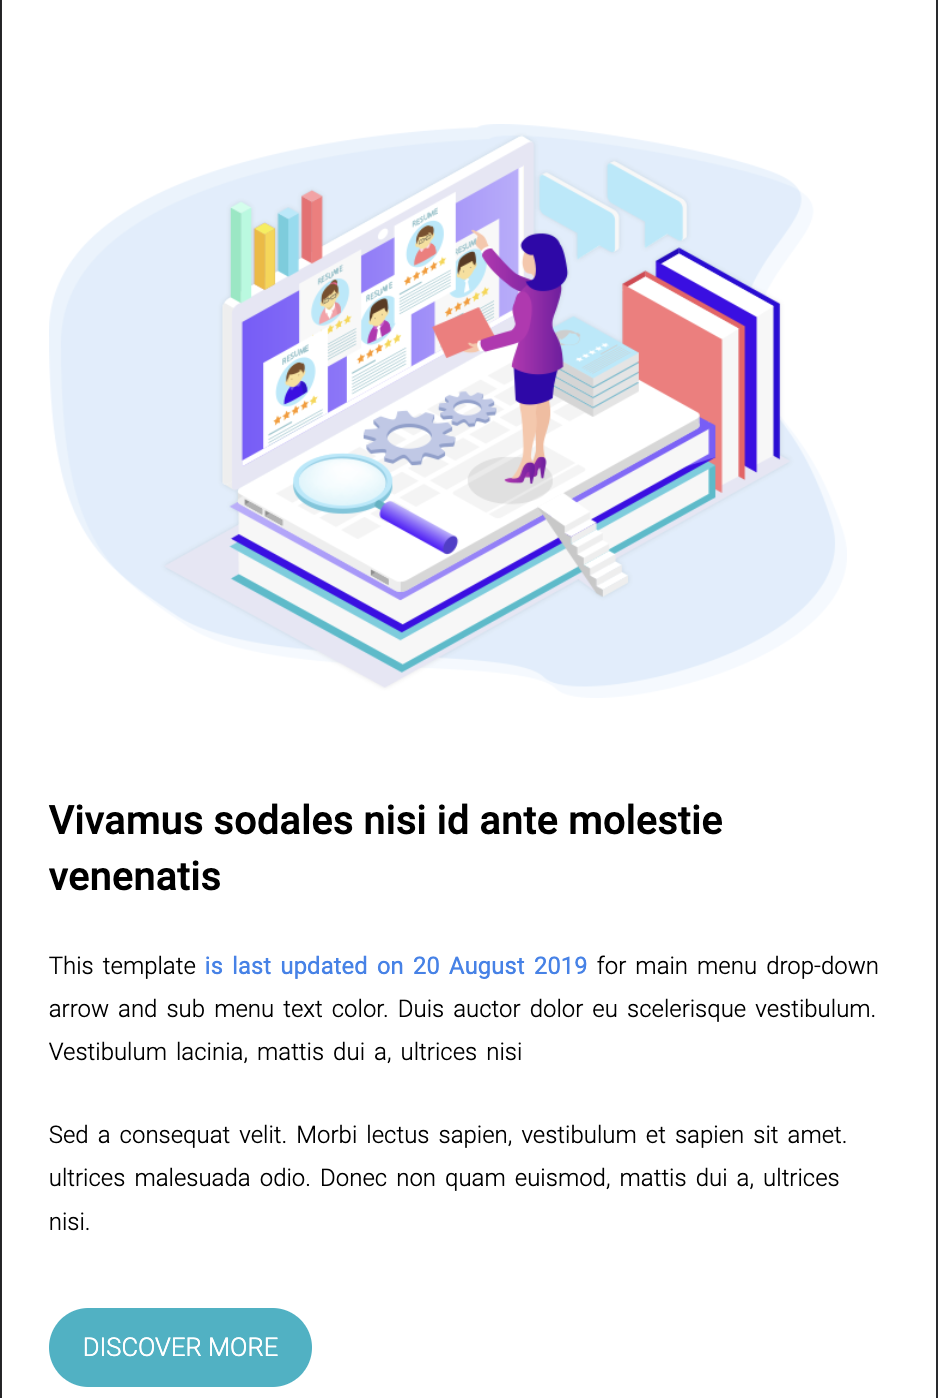 RESUME
RESUME
RESUME
RESUME
RESUME
Vivamus sodales nisi id ante molestie
venenatis
This template is last updated on 20 August 2019 for main menu drop-down
arrow and sub menu text color. Duis auctor dolor eu scelerisque vestibulum.
Vestibulum lacinia, mattis dui a, ultrices nisi
Sed a consequat velit. Morbi lectus sapien, vestibulum et sapien sit amet.
ultrices malesuada odio. Donec non quam euismod, mattis dui a, ultrices
nisi.
DISCOVER MORE